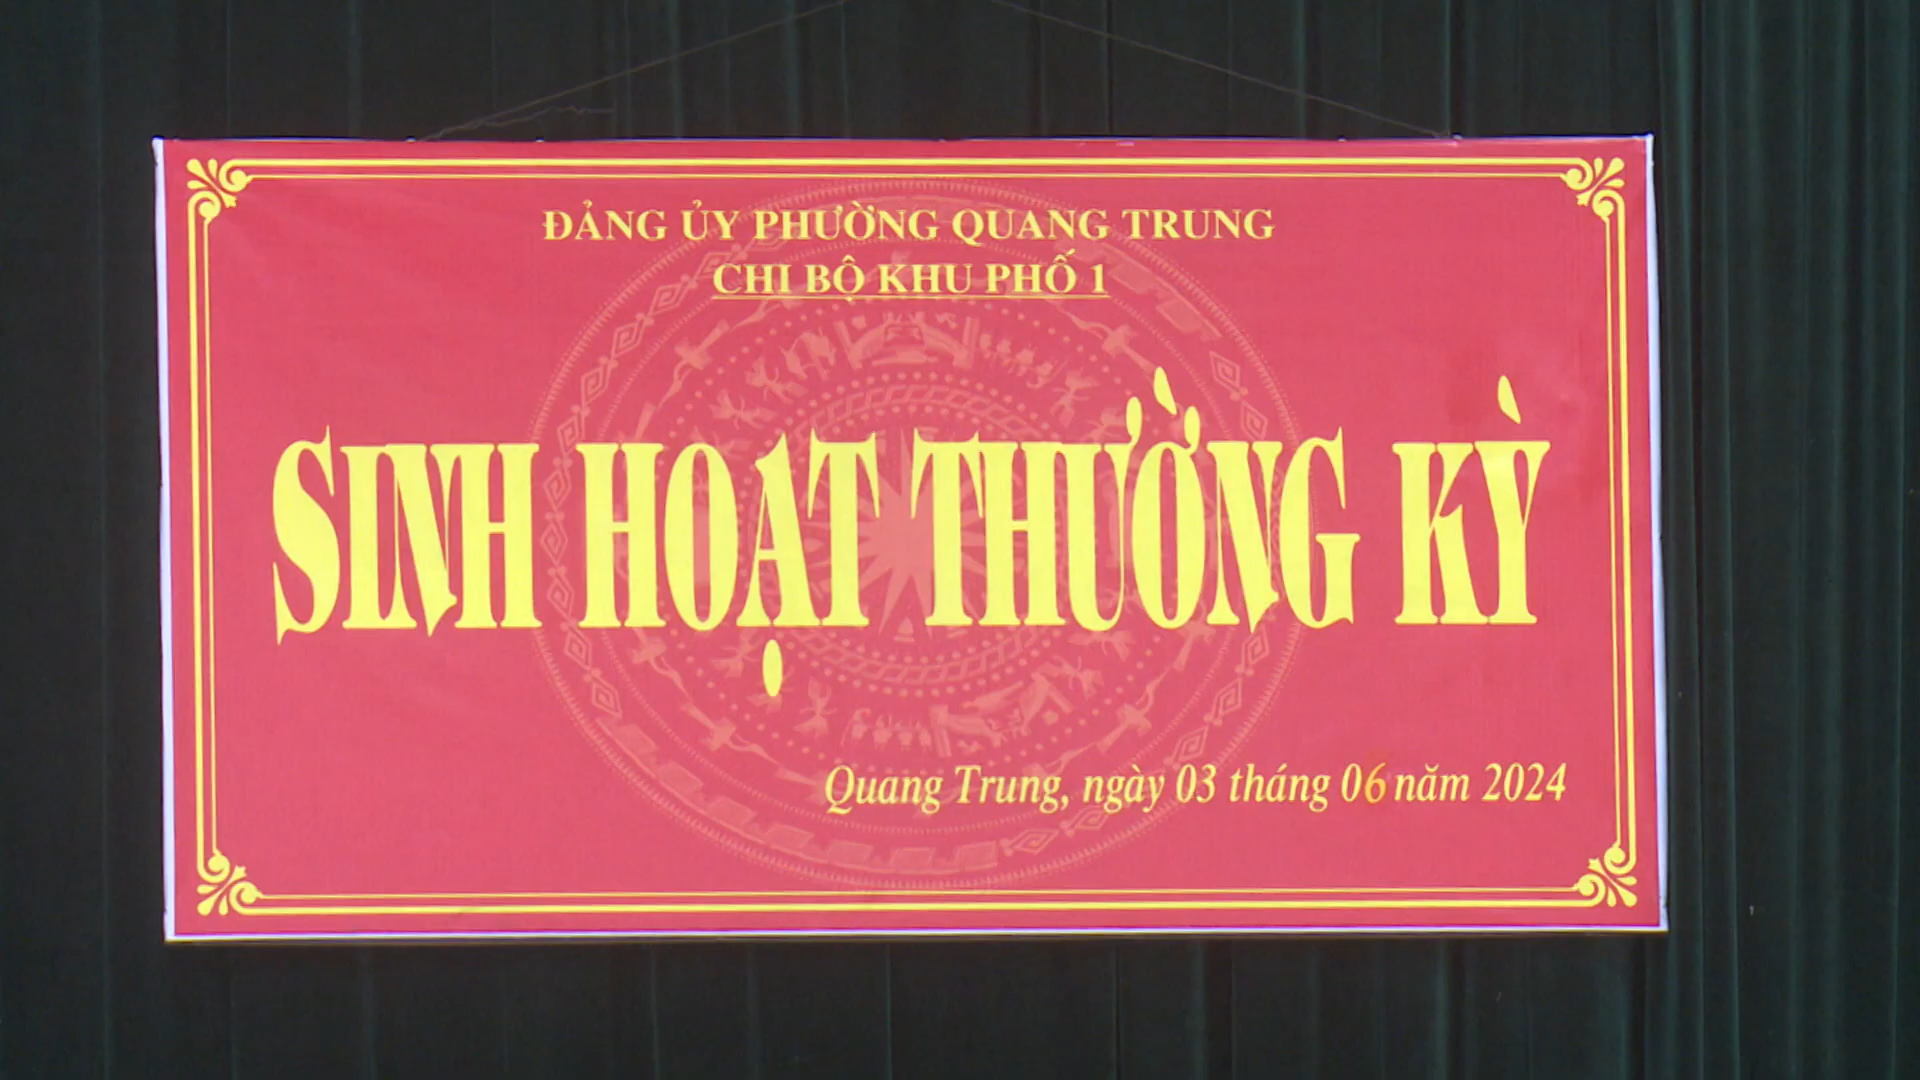 ĐẢNG ỦY PHƯỜNG QUANG TRUNG
CHI BỘ KHU PHỐ 1
SINH HOẠT THƯỜNG KỲ
Quang Trung, ngày 03 tháng 06 năm 2024